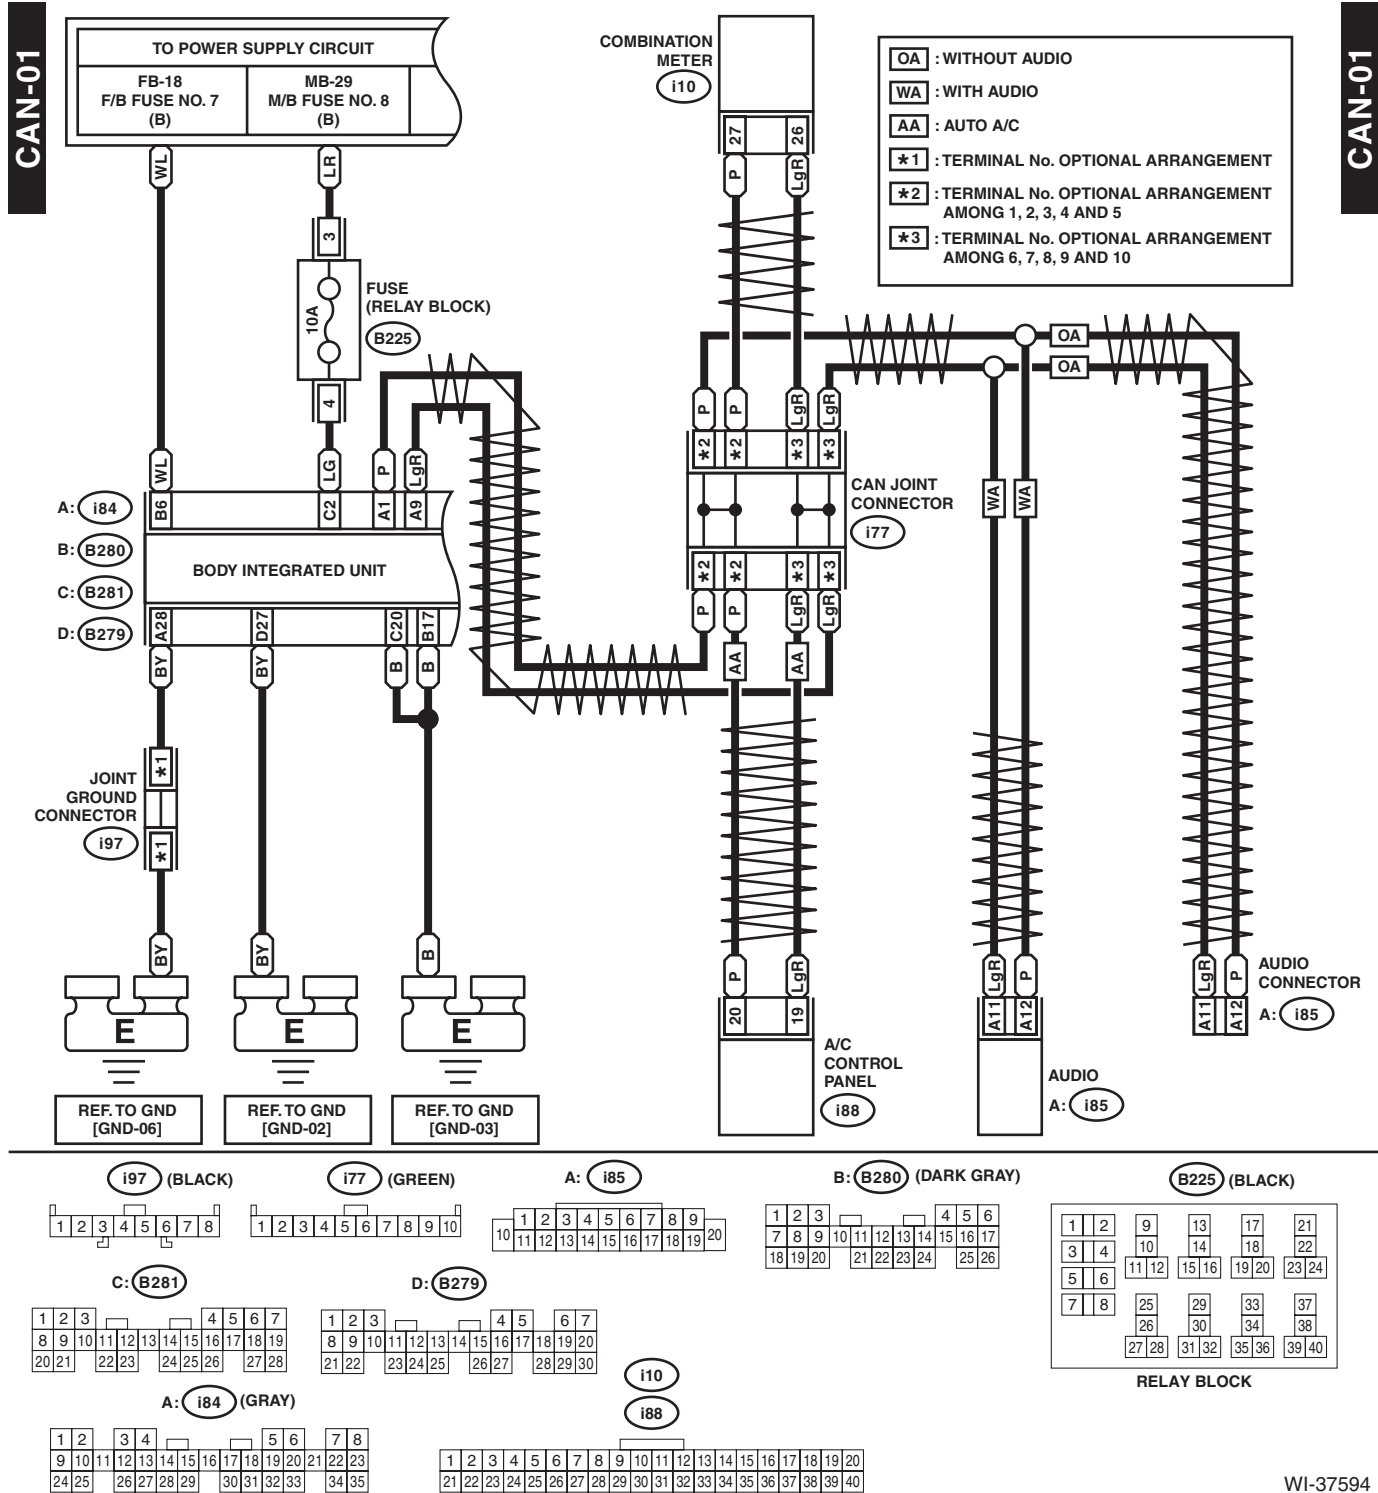 CAN-01
CAN-01
TO POWER SUPPLY CIRCUIT
FB-18
F/B FUSE NO. 7
(B)
MB-29
M/B FUSE NO. 8
(B)
WL
LR
3
10A
FUSE
(RELAY BLOCK)
B225
4
WL
LG
P
LgR
COMBINATION
METER
i10
27
26
P
LgR
OA : WITHOUT AUDIO
WA : WITH AUDIO
AA : AUTO A/C
*1 : TERMINAL No. OPTIONAL ARRANGEMENT
*2 : TERMINAL No. OPTIONAL ARRANGEMENT
AMONG 1, 2, 3, 4 AND 5
*3 : TERMINAL No. OPTIONAL ARRANGEMENT
AMONG 6, 7, 8, 9 AND 10
OA
OA
P
P
LgR
LgR
*2
*2
*3
*3
CAN JOINT
CONNECTOR
i77
*2
*2
*3
*3
P
P
LgR
LgR
AA
AA
WA
WA
A: i84
B: B280
C: B281
D: B279
B6
C2
A1
A9
BODY INTEGRATED UNIT
A28
D27
C20
B17
BY
BY
B
B
*1
JOINT
GROUND
CONNECTOR
i97
*1
BY
BY
B
E
E
E
REF. TO GND
[GND-06]
REF. TO GND
[GND-02]
REF. TO GND
[GND-03]
P
LgR
20
19
A/C
CONTROL
PANEL
i88
LgR
P
A11
A12
AUDIO
A: i85
LgR
P
A11
A12
AUDIO
CONNECTOR
A: i85
i97 (BLACK)
1 2 3 4 5 6 7 8
i77 (GREEN)
1 2 3 4 5 6 7 8 9 10
A: i85
1 2 3 4 5 6 7 8 9
10 11 12 13 14 15 16 17 18 19 20
B: B280 (DARK GRAY)
1 2 3 4 5 6
7 8 9 10 11 12 13 14 15 16 17
18 19 20 21 22 23 24 25 26
B225 (BLACK)
1 2 9 13 17 21
3 4 10 14 18 22
11 12 15 16 19 20 23 24
5 6
7 8 25 29 33 37
26 30 34 38
27 28 31 32 35 36 39 40
RELAY BLOCK
C: B281
1 2 3 4 5 6 7
8 9 10 11 12 13 14 15 16 17 18 19
20 21 22 23 24 25 26 27 28
D: B279
1 2 3 4 5 6 7
8 9 10 11 12 13 14 15 16 17 18 19 20
21 22 23 24 25 26 27 28 29 30
A: i84 (GRAY)
1 2 3 4 5 6 7 8
9 10 11 12 13 14 15 16 17 18 19 20 21 22 23
24 25 26 27 28 29 30 31 32 33 34 35
i10
i88
1 2 3 4 5 6 7 8 9 10 11 12 13 14 15 16 17 18 19 20
21 22 23 24 25 26 27 28 29 30 31 32 33 34 35 36 37 38 39 40
WI-37594